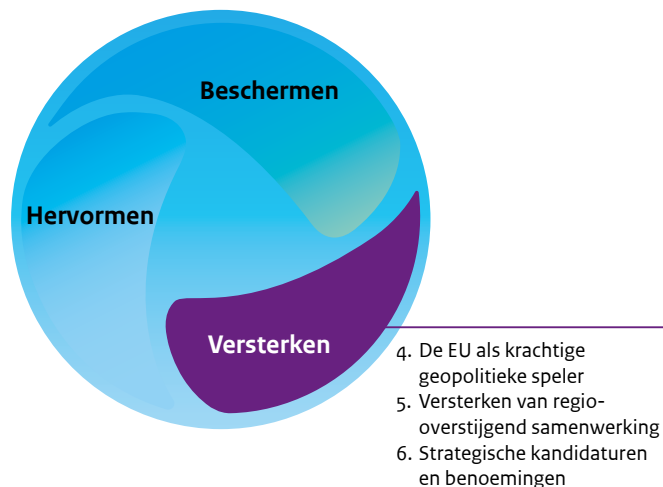 Beschermen
Hervormen
Versterken
4. De EU als krachtige
geopolitieke speler
5. Versterken van regio-
overstijgend samenwerking
6. Strategische kandidaturen
en benoemingen